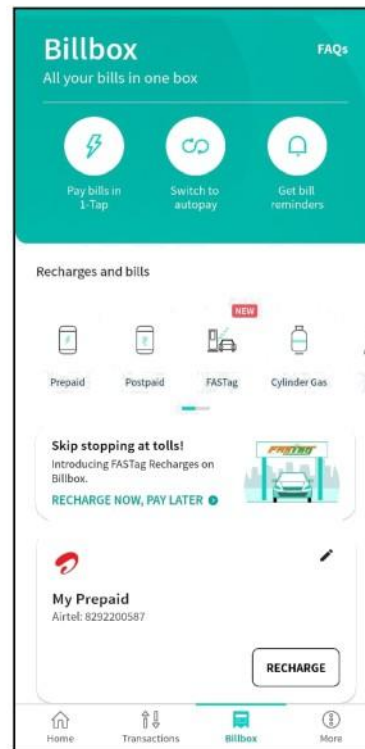 Billbox
FAQs
All your bills in one box
Pay bills in
1-Tap
Switch to
autopay
Get bill
reminders
Recharges and bills
NEW
Prepaid
Postpaid
FASTag
Cylinder Gas
Skip stopping at tolls!
Introducing FASTag Recharges on
Billbox.
RECHARGE NOW, PAY LATER
FASTag
My Prepaid
Airtel: 8292200587
RECHARGE
Home
Transactions
Billbox
More